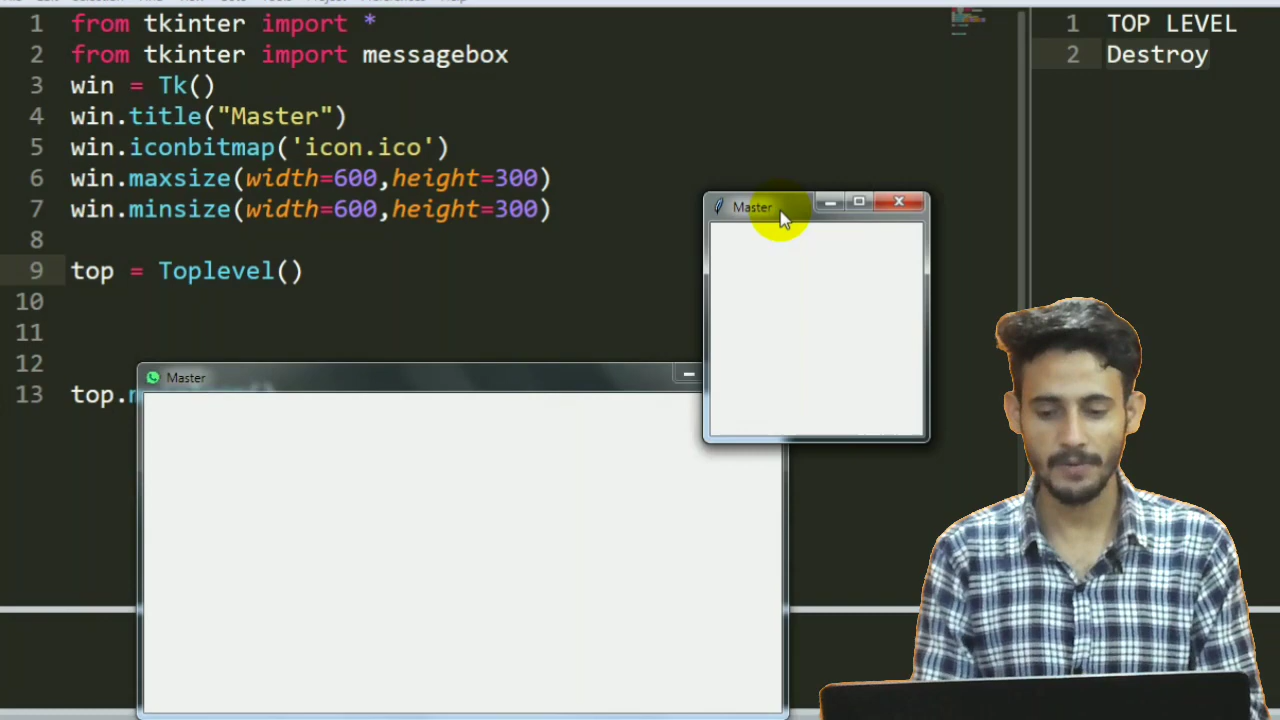 1 from tkinter import *
2 from tkinter import messagebox
3 win = Tk()
4 win.title("Master")
5 win.iconbitmap('icon.ico')
6 win.maxsize(width=600,height=300)
7 win.minsize(width=600,height=300)
8
9 top = Toplevel()
10
11
12
13 top.m
Master
Master
1 TOP LEVEL
2 Destroy